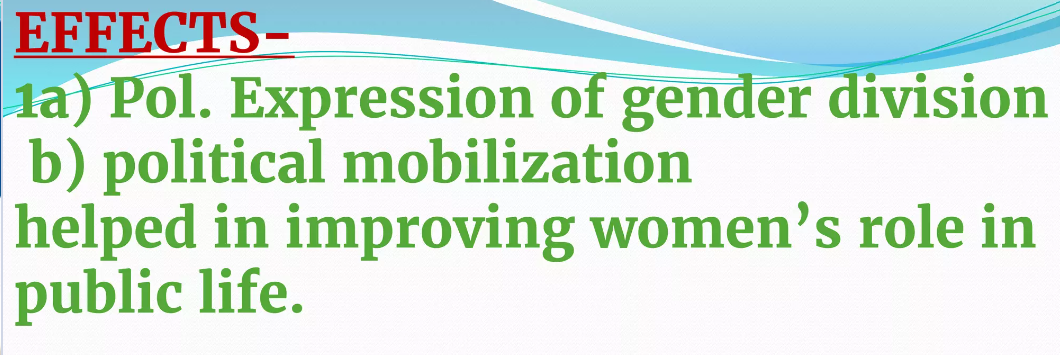 EFFECTS-
1a) Pol. Expression of gender division
b) political mobilization
helped in improving women’s role in
public life.